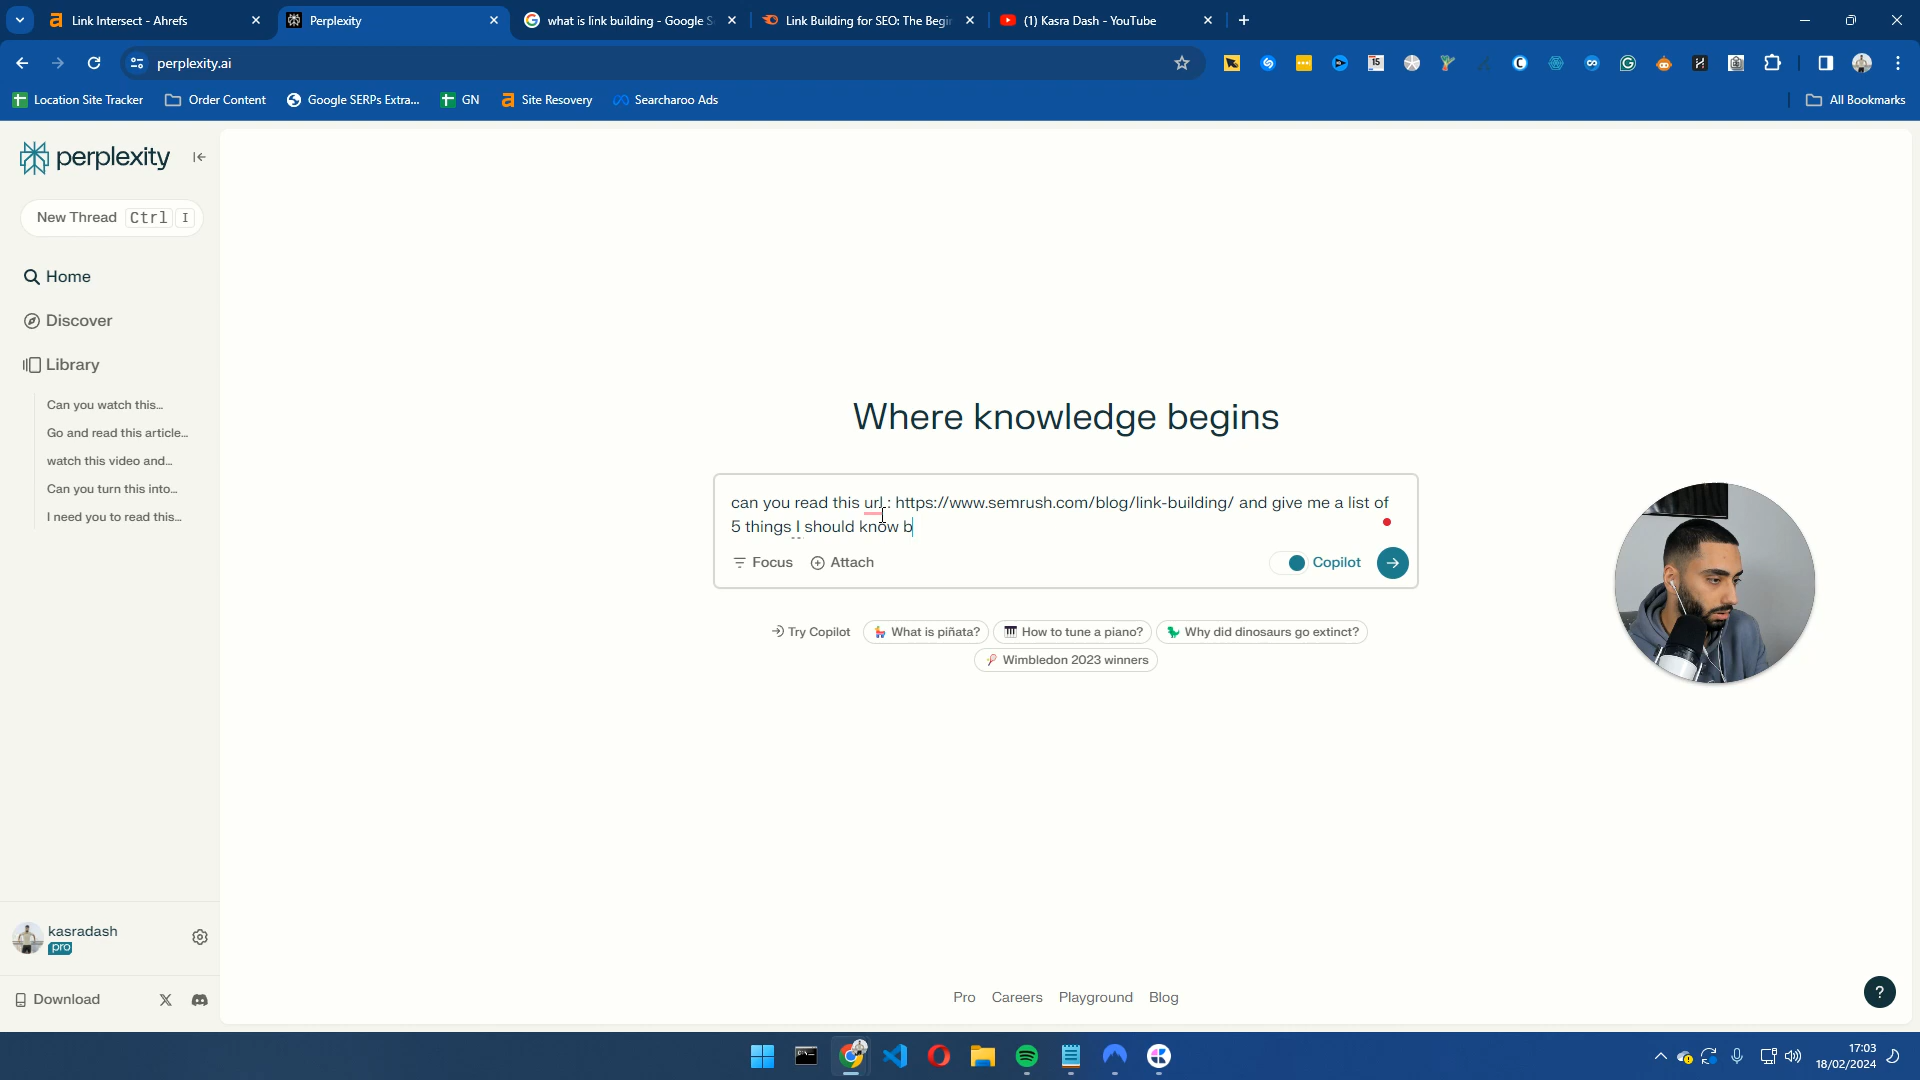 Link Intersect - Ahrefs
Perplexity
what is link building - Google S
Link Building for SEO: The Begin
(1) Kasra Dash - YouTube
perplexity.ai
Location Site Tracker
Order Content
Google SERPs Extra...
GN
Site Resovery
Searcharoo Ads
All Bookmarks
perplexity
New Thread Ctrl I
Home
Discover
Library
Can you watch this...
Go and read this article...
watch this video and...
Can you turn this into...
I need you to read this...
Where knowledge begins
can you read this url : https://www.semrush.com/blog/link-building/ and give me a list of
5 things I should know b
Focus
Attach
Copilot
Try Copilot
What is piñata?
How to tune a piano?
Why did dinosaurs go extinct?
Wimbledon 2023 winners
kasradash
pro
Download
Pro
Careers
Playground
Blog
?
17:03
18/02/2024